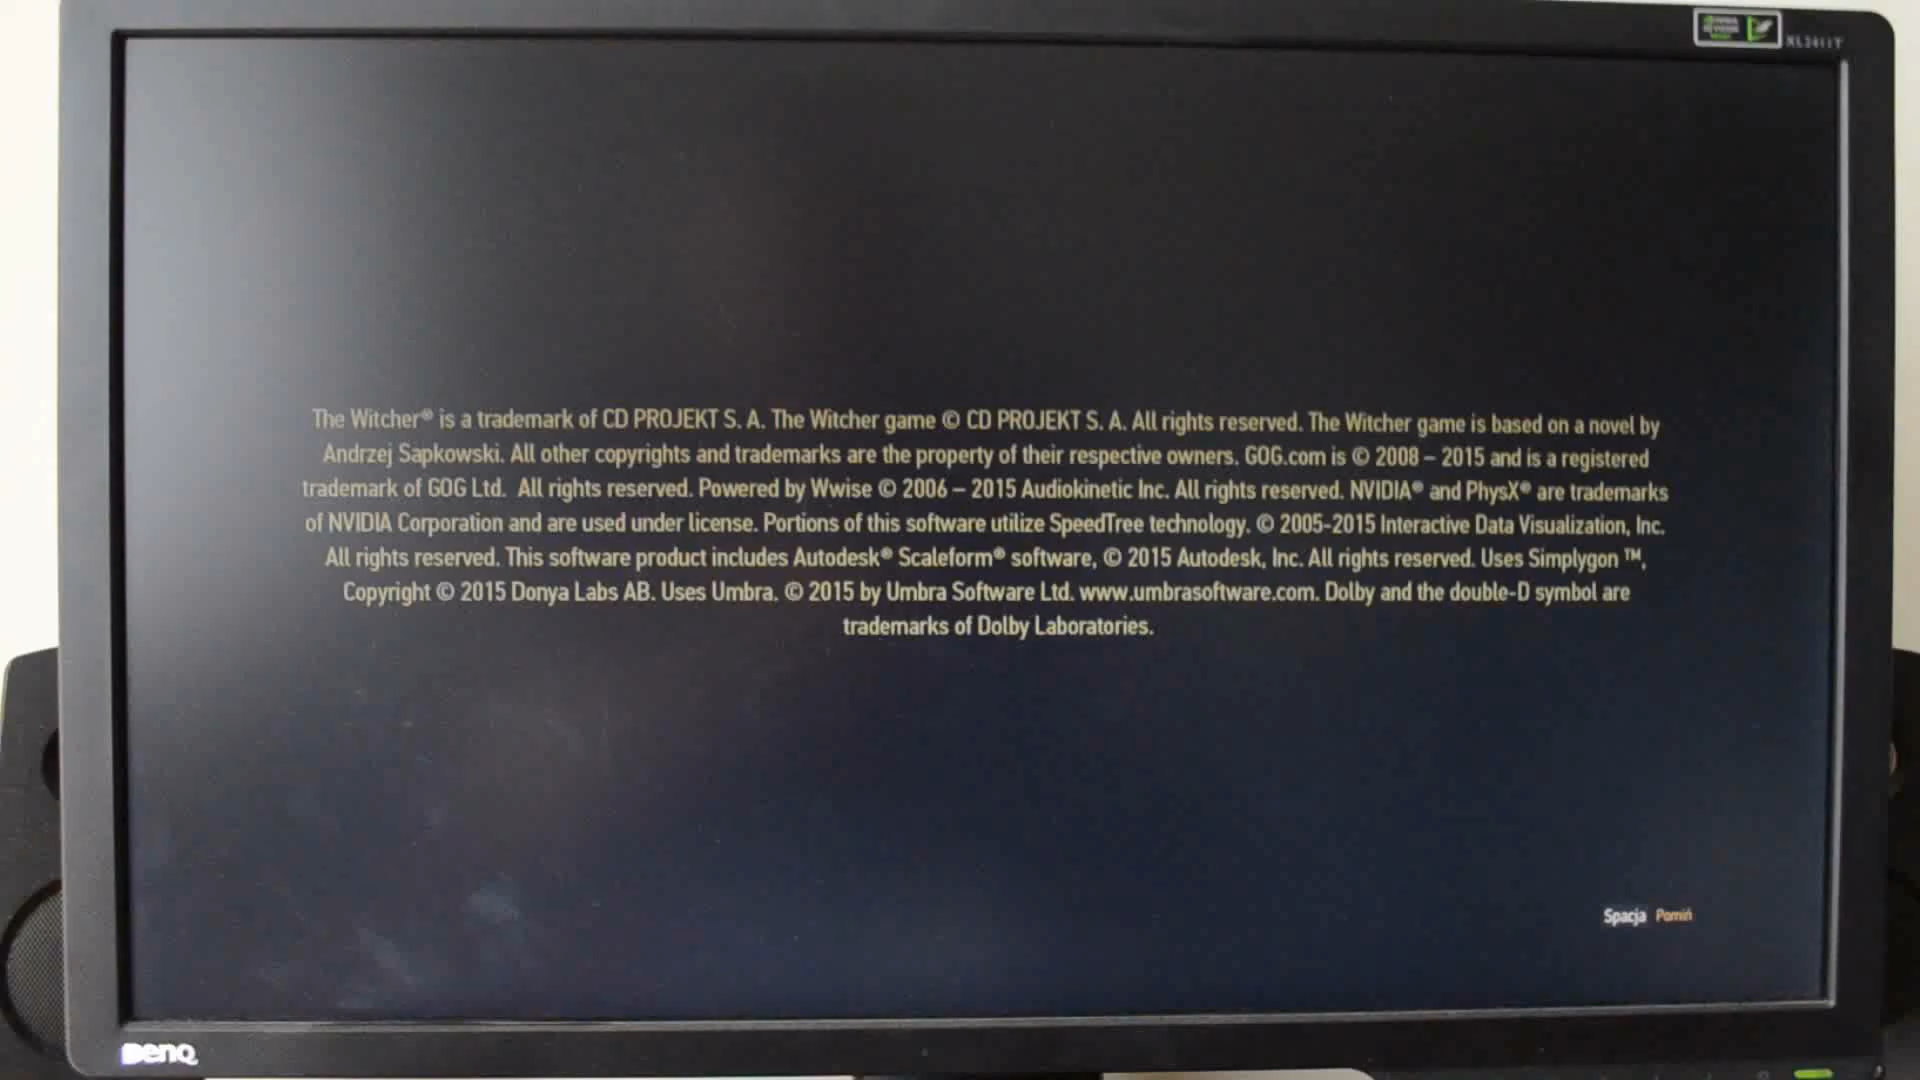 XL2411T
The Witcher® is a trademark of CD PROJEKT S. A. The Witcher game © CD PROJEKT S. A. All rights reserved. The Witcher game is based on a novel by
Andrzej Sapkowski. All other copyrights and trademarks are the property of their respective owners. GOG.com is © 2008 – 2015 and is a registered
trademark of GOG Ltd. All rights reserved. Powered by Wwise © 2006 – 2015 Audiokinetic Inc. All rights reserved. NVIDIA® and PhysX® are trademarks
of NVIDIA Corporation and are used under license. Portions of this software utilize SpeedTree technology. © 2005-2015 Interactive Data Visualization, Inc.
All rights reserved. This software product includes Autodesk® Scaleform® software, © 2015 Autodesk, Inc. All rights reserved. Uses Simplygon ™,
Copyright © 2015 Donya Labs AB. Uses Umbra. © 2015 by Umbra Software Ltd. www.umbrasoftware.com. Dolby and the double-D symbol are
trademarks of Dolby Laboratories.
Spacja Pomiń
BenQ